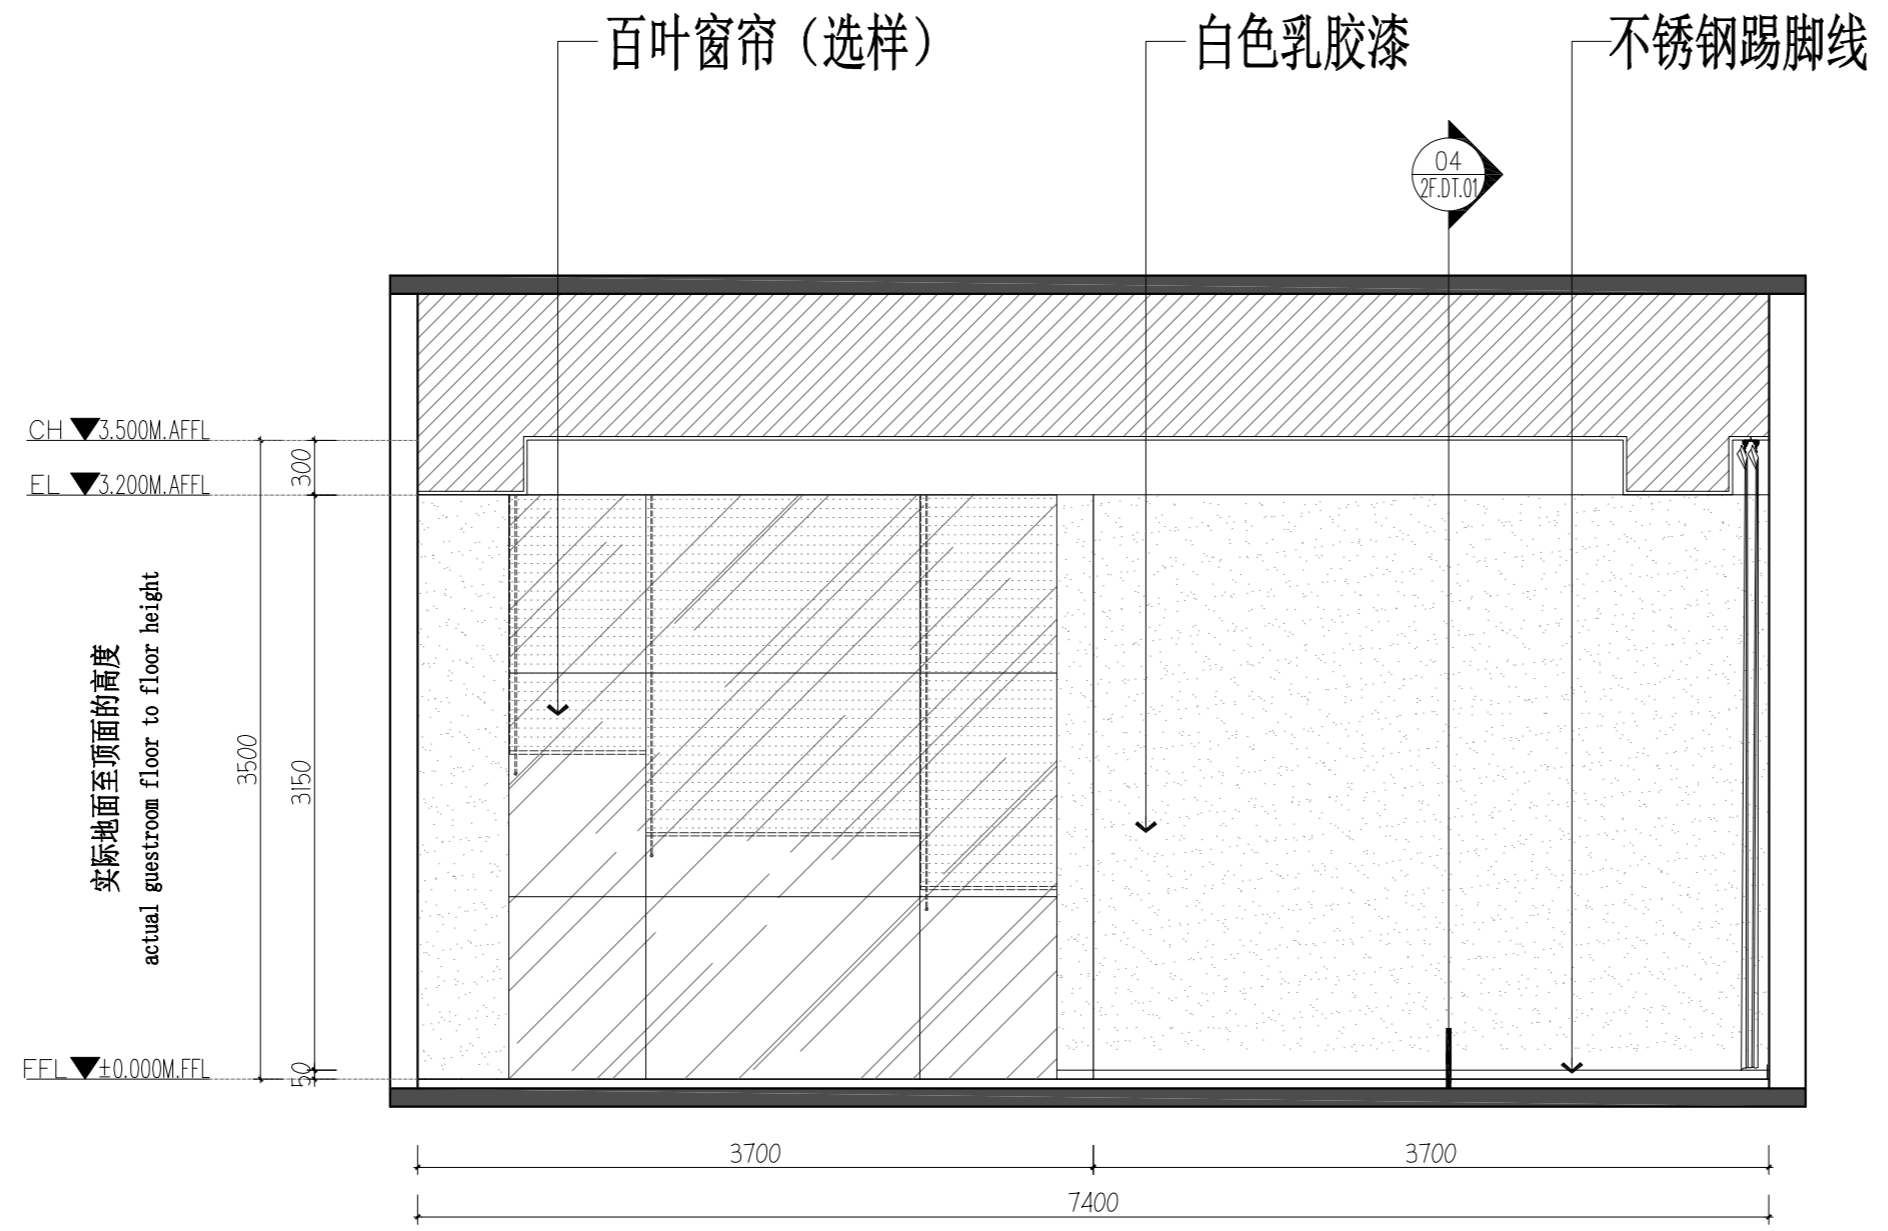 百叶窗帘（选样）
白色乳胶漆
不锈钢踢脚线
04
2F.DT.01
CH 3.500M.AFFL
EL 3.200M.AFFL
300
实际地面至顶面的高度
actual guestroom floor to floor height
3500
3150
50
FFL ±0.000M.FFL
3700
3700
7400